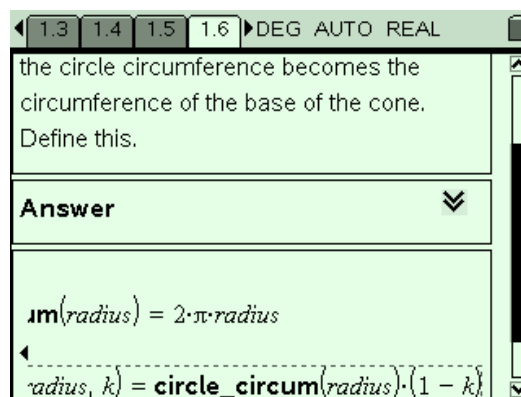 1.3 1.4 1.5 1.6 DEG AUTO REAL
the circle circumference becomes the
circumference of the base of the cone.
Define this.
Answer
um(radius) = 2·π·radius
radius, k) = circle_circum(radius)·(1 − k)